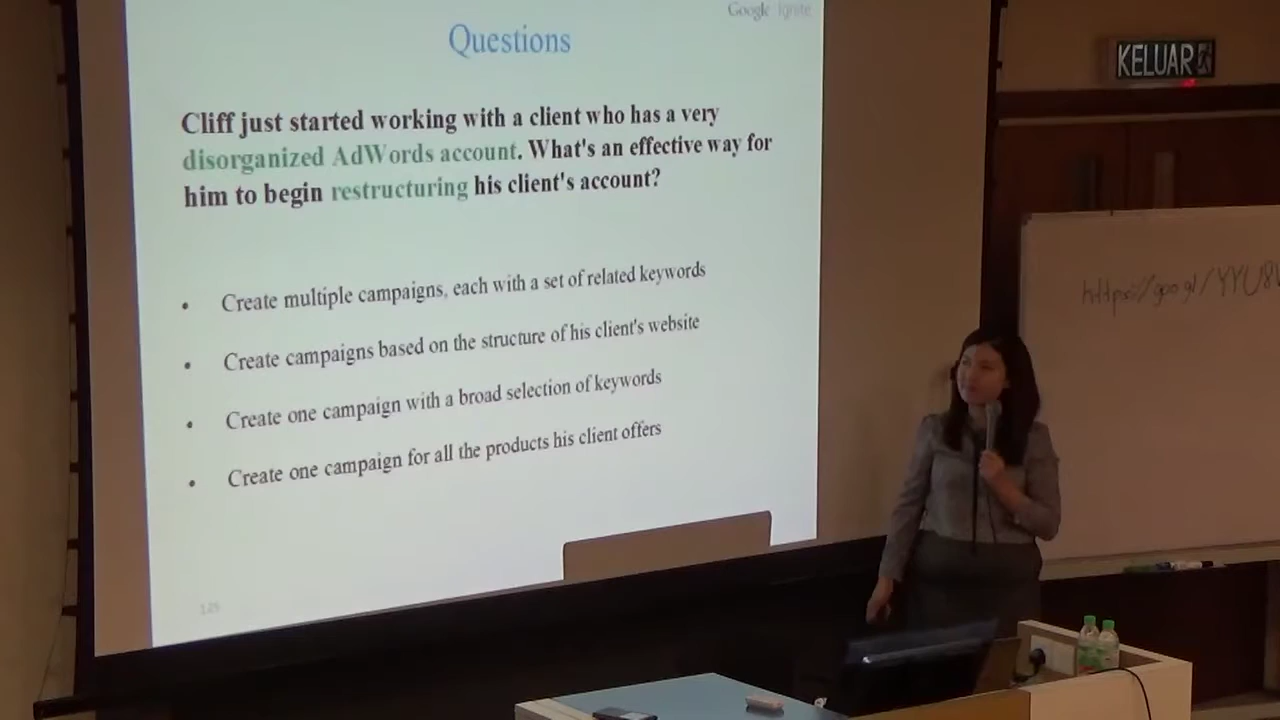 Google Ignite
KELUAR
Questions
Cliff just started working with a client who has a very
disorganized AdWords account. What's an effective way for
him to begin restructuring his client's account?
• Create multiple campaigns, each with a set of related keywords
• Create campaigns based on the structure of his client's website
• Create one campaign with a broad selection of keywords
• Create one campaign for all the products his client offers